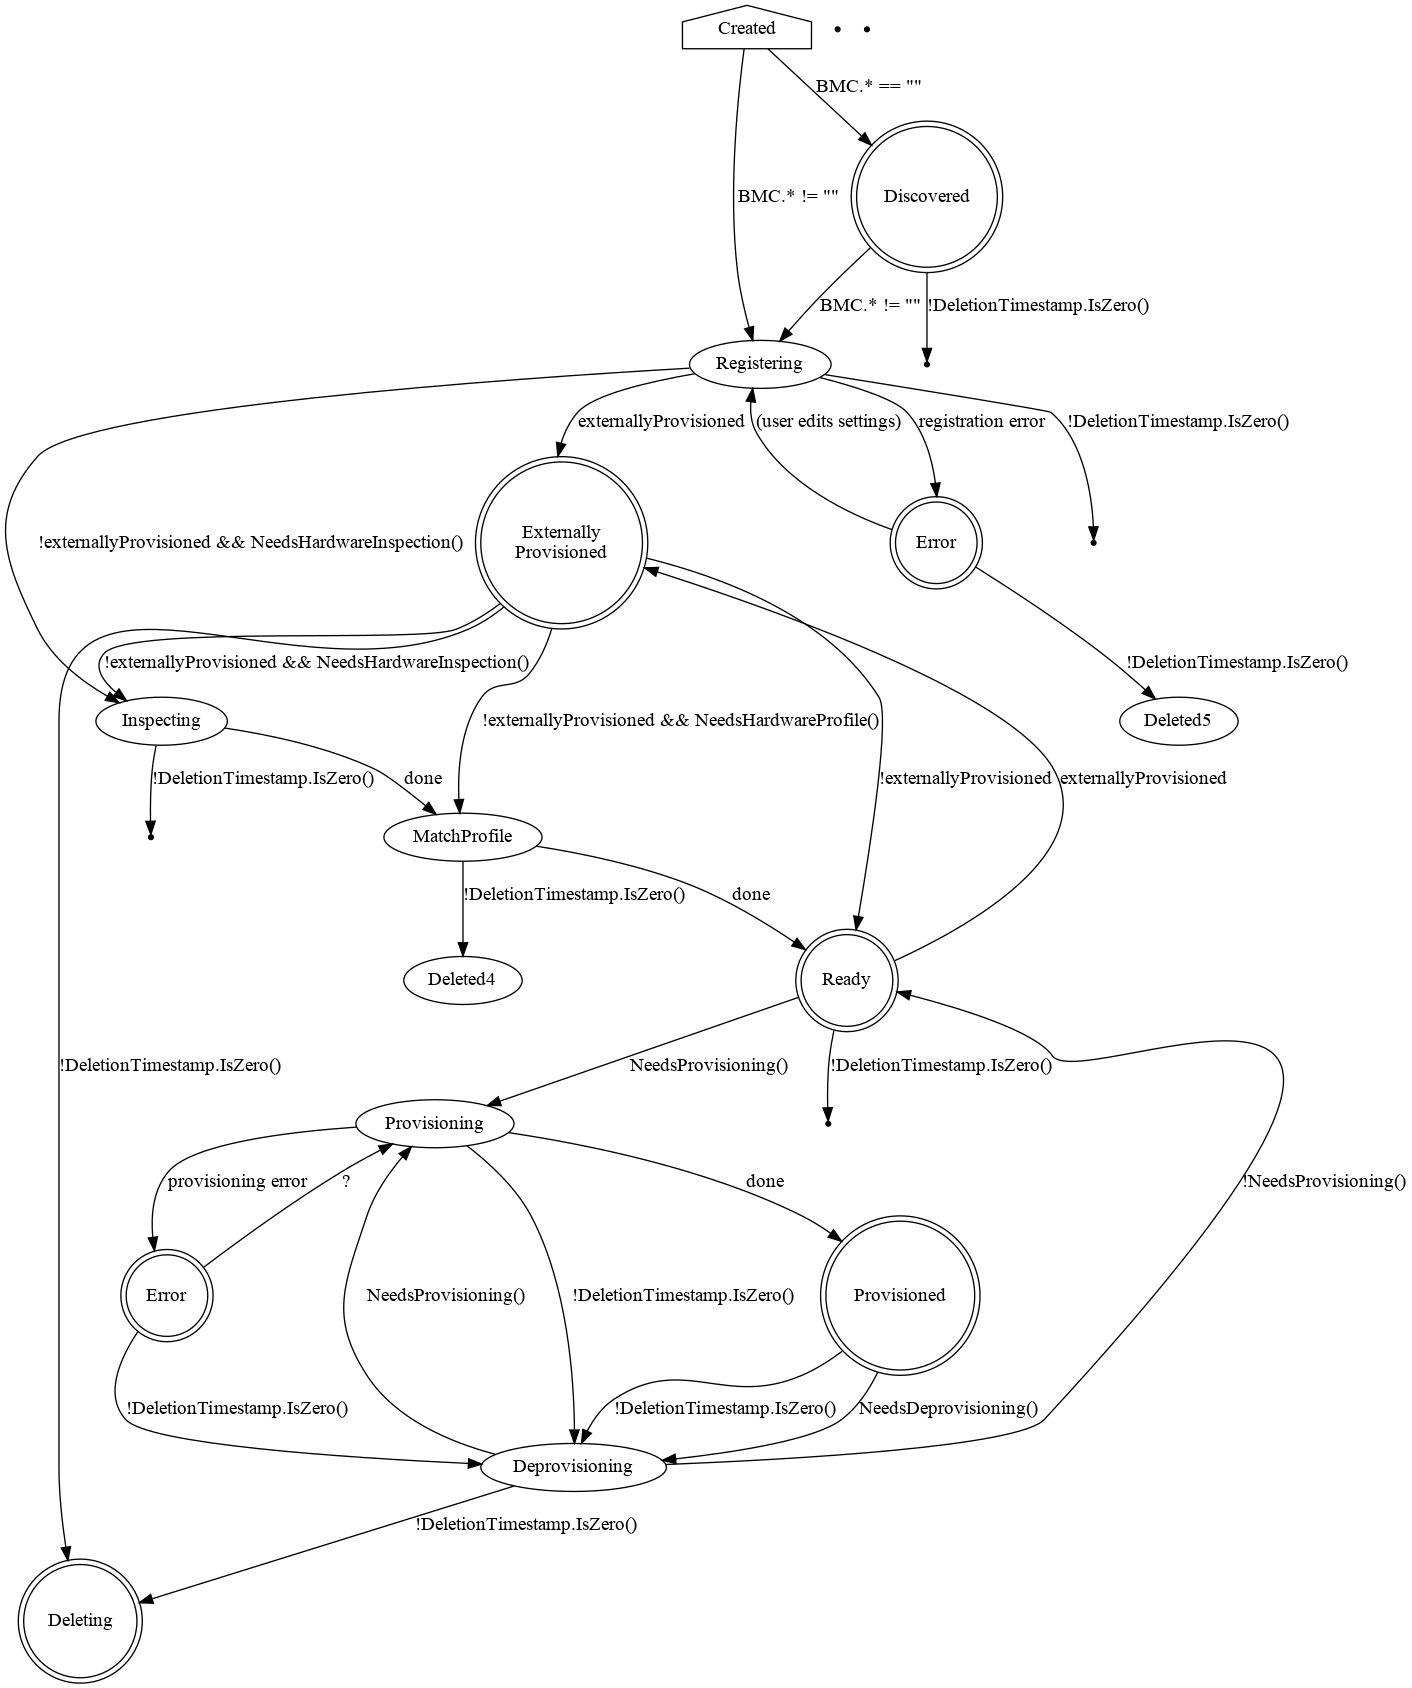 Created
BMC.* == ""
BMC.* != ""
Discovered
BMC.* != ""
!DeletionTimestamp.IsZero()
Registering
externallyProvisioned
(user edits settings)
registration error
!DeletionTimestamp.IsZero()
!externallyProvisioned && NeedsHardwareInspection()
Externally
Provisioned
Error
!externallyProvisioned && NeedsHardwareInspection()
!DeletionTimestamp.IsZero()
Inspecting
!externallyProvisioned && NeedsHardwareProfile()
Deleted5
!DeletionTimestamp.IsZero()
done
!externallyProvisioned
externallyProvisioned
MatchProfile
!DeletionTimestamp.IsZero()
done
Deleted4
Ready
!DeletionTimestamp.IsZero()
NeedsProvisioning()
!DeletionTimestamp.IsZero()
Provisioning
provisioning error
?
done
!NeedsProvisioning()
Error
NeedsProvisioning()
!DeletionTimestamp.IsZero()
Provisioned
!DeletionTimestamp.IsZero()
!DeletionTimestamp.IsZero()
NeedsDeprovisioning()
Deprovisioning
!DeletionTimestamp.IsZero()
Deleting